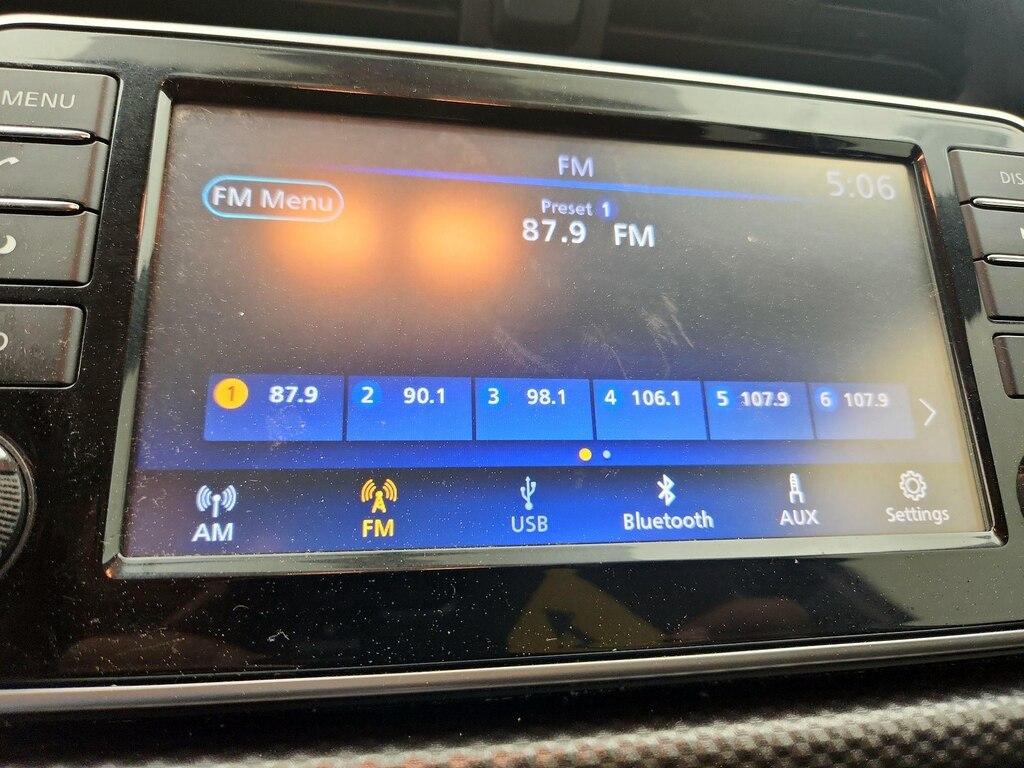 MENU
FM
5:06
FM Menu
Preset 1
87.9 FM
1 87.9 2 90.1 3 98.1 4 106.1 5 107.9 6 107.9
AM FM USB Bluetooth AUX Settings